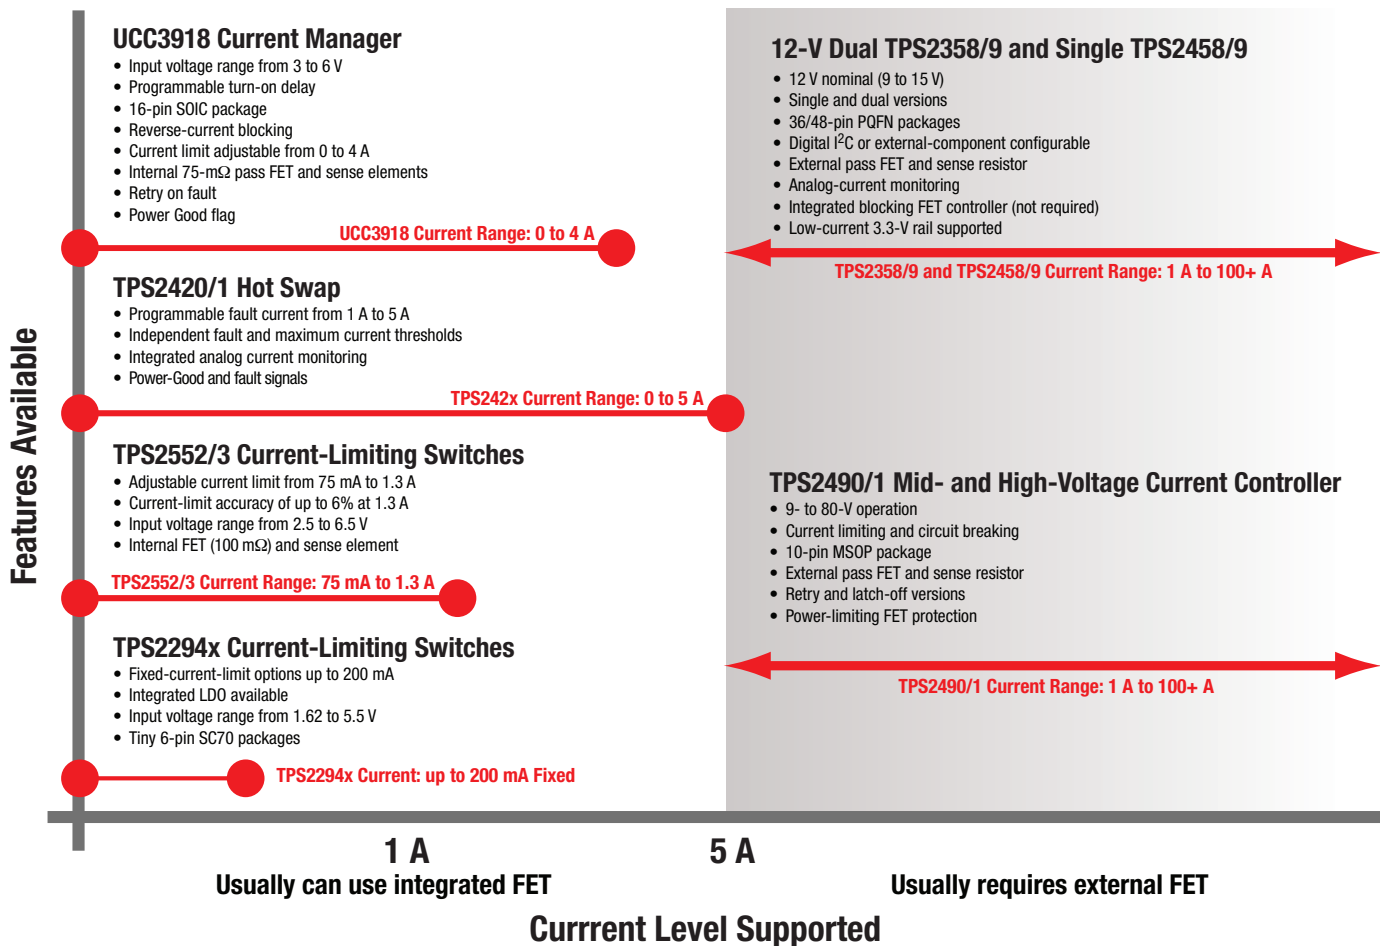 UCC3918 Current Manager
• Input voltage range from 3 to 6 V
• Programmable turn-on delay
• 16-pin SOIC package
• Reverse-current blocking
• Current limit adjustable from 0 to 4 A
• Internal 75-mΩ pass FET and sense elements
• Retry on fault
• Power Good flag
UCC3918 Current Range: 0 to 4 A
TPS2420/1 Hot Swap
• Programmable fault current from 1 A to 5 A
• Independent fault and maximum current thresholds
• Integrated analog current monitoring
• Power-Good and fault signals
TPS242x Current Range: 0 to 5 A
TPS2552/3 Current-Limiting Switches
• Adjustable current limit from 75 mA to 1.3 A
• Current-limit accuracy of up to 6% at 1.3 A
• Input voltage range from 2.5 to 6.5 V
• Internal FET (100 mΩ) and sense element
TPS2552/3 Current Range: 75 mA to 1.3 A
TPS2294x Current-Limiting Switches
• Fixed-current-limit options up to 200 mA
• Integrated LDO available
• Input voltage range from 1.62 to 5.5 V
• Tiny 6-pin SC70 packages
TPS2294x Current: up to 200 mA Fixed
12-V Dual TPS2358/9 and Single TPS2458/9
• 12 V nominal (9 to 15 V)
• Single and dual versions
• 36/48-pin PQFN packages
• Digital I²C or external-component configurable
• External pass FET and sense resistor
• Analog-current monitoring
• Integrated blocking FET controller (not required)
• Low-current 3.3-V rail supported
TPS2358/9 and TPS2458/9 Current Range: 1 A to 100+ A
TPS2490/1 Mid- and High-Voltage Current Controller
• 9- to 80-V operation
• Current limiting and circuit breaking
• 10-pin MSOP package
• External pass FET and sense resistor
• Retry and latch-off versions
• Power-limiting FET protection
TPS2490/1 Current Range: 1 A to 100+ A
Features Available
1 A
5 A
Usually can use integrated FET
Usually requires external FET
Currrent Level Supported